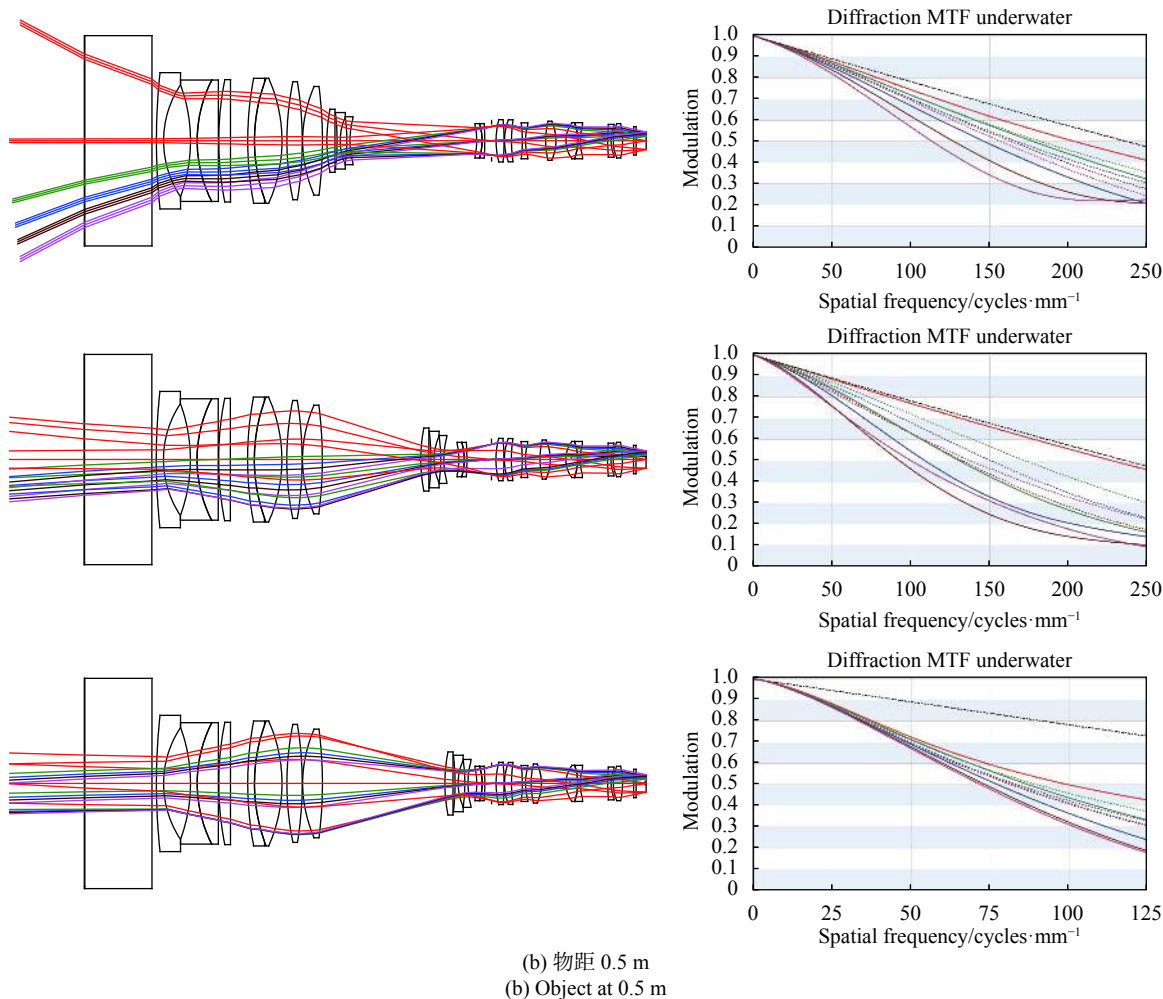 Diffraction MTF underwater
1.0
0.9
0.8
0.7
0.6
0.5
0.4
0.3
0.2
0.1
0
Modulation
0 50 100 150 200 250
Spatial frequency/cycles·mm⁻¹
Diffraction MTF underwater
1.0
0.9
0.8
0.7
0.6
0.5
0.4
0.3
0.2
0.1
0
Modulation
0 50 100 150 200 250
Spatial frequency/cycles·mm⁻¹
Diffraction MTF underwater
1.0
0.9
0.8
0.7
0.6
0.5
0.4
0.3
0.2
0.1
0
Modulation
0 25 50 75 100 125
Spatial frequency/cycles·mm⁻¹
(b) 物距 0.5 m
(b) Object at 0.5 m